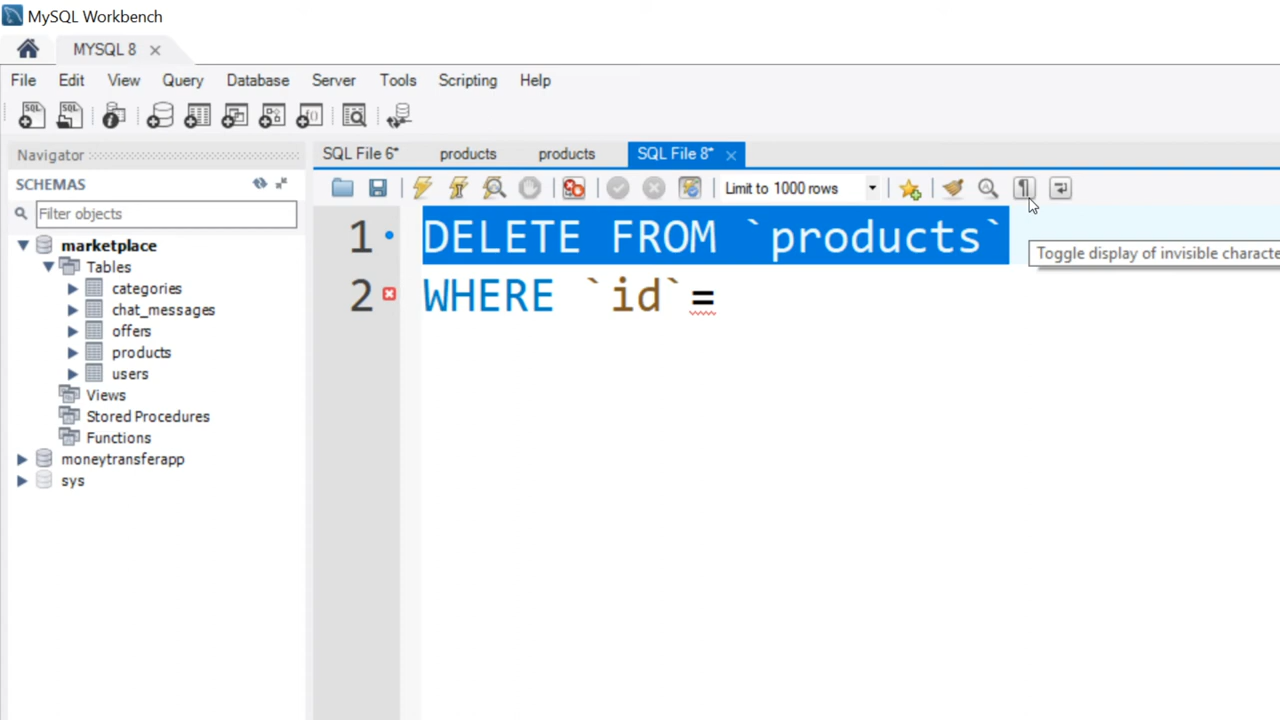 MySQL Workbench
MYSQL 8
File Edit View Query Database Server Tools Scripting Help
Navigator
SCHEMAS
Filter objects
marketplace
Tables
categories
chat_messages
offers
products
users
Views
Stored Procedures
Functions
moneytransferapp
sys
SQL File 6* products products SQL File 8*
Limit to 1000 rows
1 DELETE FROM `products`
2 WHERE `id`=
Toggle display of invisible characte